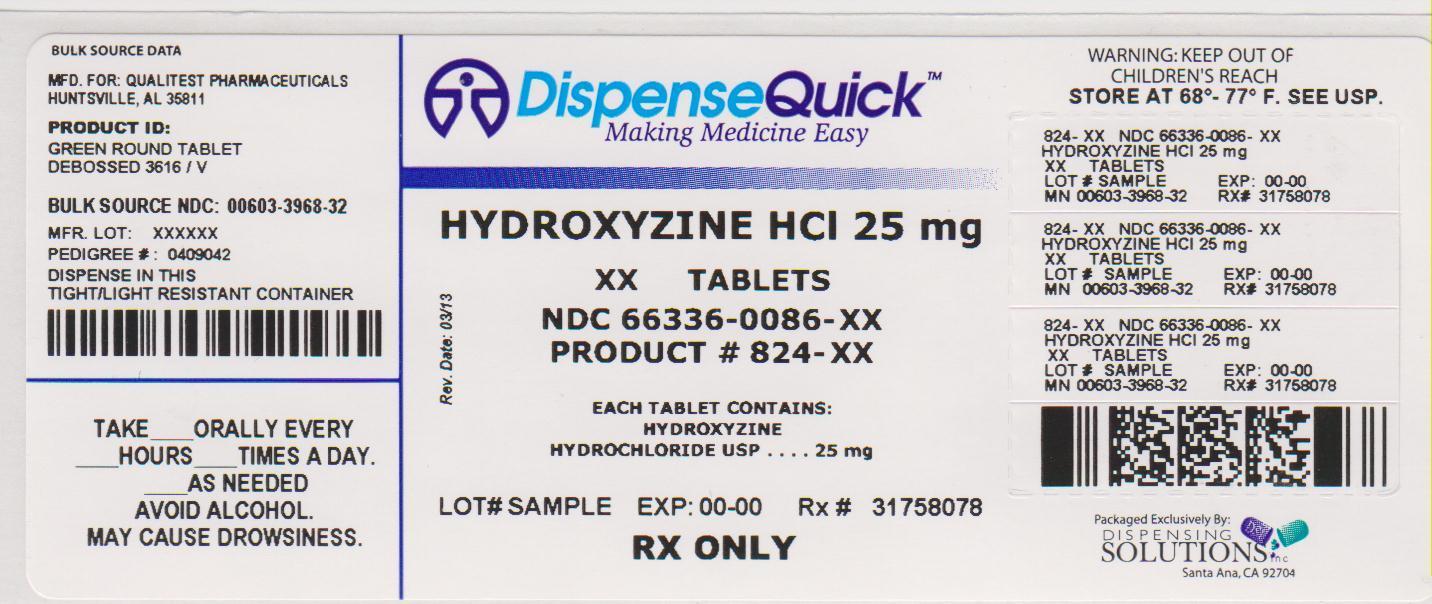 BULK SOURCE DATA
MFD. FOR: QUALITEST PHARMACEUTICALS
HUNTSVILLE, AL 35811
PRODUCT ID:
GREEN ROUND TABLET
DEBOSSED 3616 / V
BULK SOURCE NDC: 00603-3968-32
MFR. LOT: XXXXXX
PEDIGREE # : 0409042
DISPENSE IN THIS
TIGHT/LIGHT RESISTANT CONTAINER
TAKE___ORALLY EVERY
___HOURS___TIMES A DAY.
___AS NEEDED
AVOID ALCOHOL.
MAY CAUSE DROWSINESS.
DispenseQuick™
Making Medicine Easy
HYDROXYZINE HCl 25 mg
XX TABLETS
NDC 66336-0086-XX
PRODUCT # 824-XX
Rev. Date: 03/13
EACH TABLET CONTAINS:
HYDROXYZINE
HYDROCHLORIDE USP . . . . 25 mg
LOT# SAMPLE EXP: 00-00 Rx # 31758078
RX ONLY
WARNING: KEEP OUT OF
CHILDREN'S REACH
STORE AT 68°- 77° F. SEE USP.
824- XX NDC 66336-0086- XX
HYDROXYZINE HCl 25 mg
XX TABLETS
LOT # SAMPLE EXP: 00-00
MN 00603-3968-32 RX# 31758078
824- XX NDC 66336-0086- XX
HYDROXYZINE HCl 25 mg
XX TABLETS
LOT # SAMPLE EXP: 00-00
MN 00603-3968-32 RX# 31758078
824- XX NDC 66336-0086- XX
HYDROXYZINE HCl 25 mg
XX TABLETS
LOT # SAMPLE EXP: 00-00
MN 00603-3968-32 RX# 31758078
Packaged Exclusively By:
DISPENSING
SOLUTIONS inc
Santa Ana, CA 92704